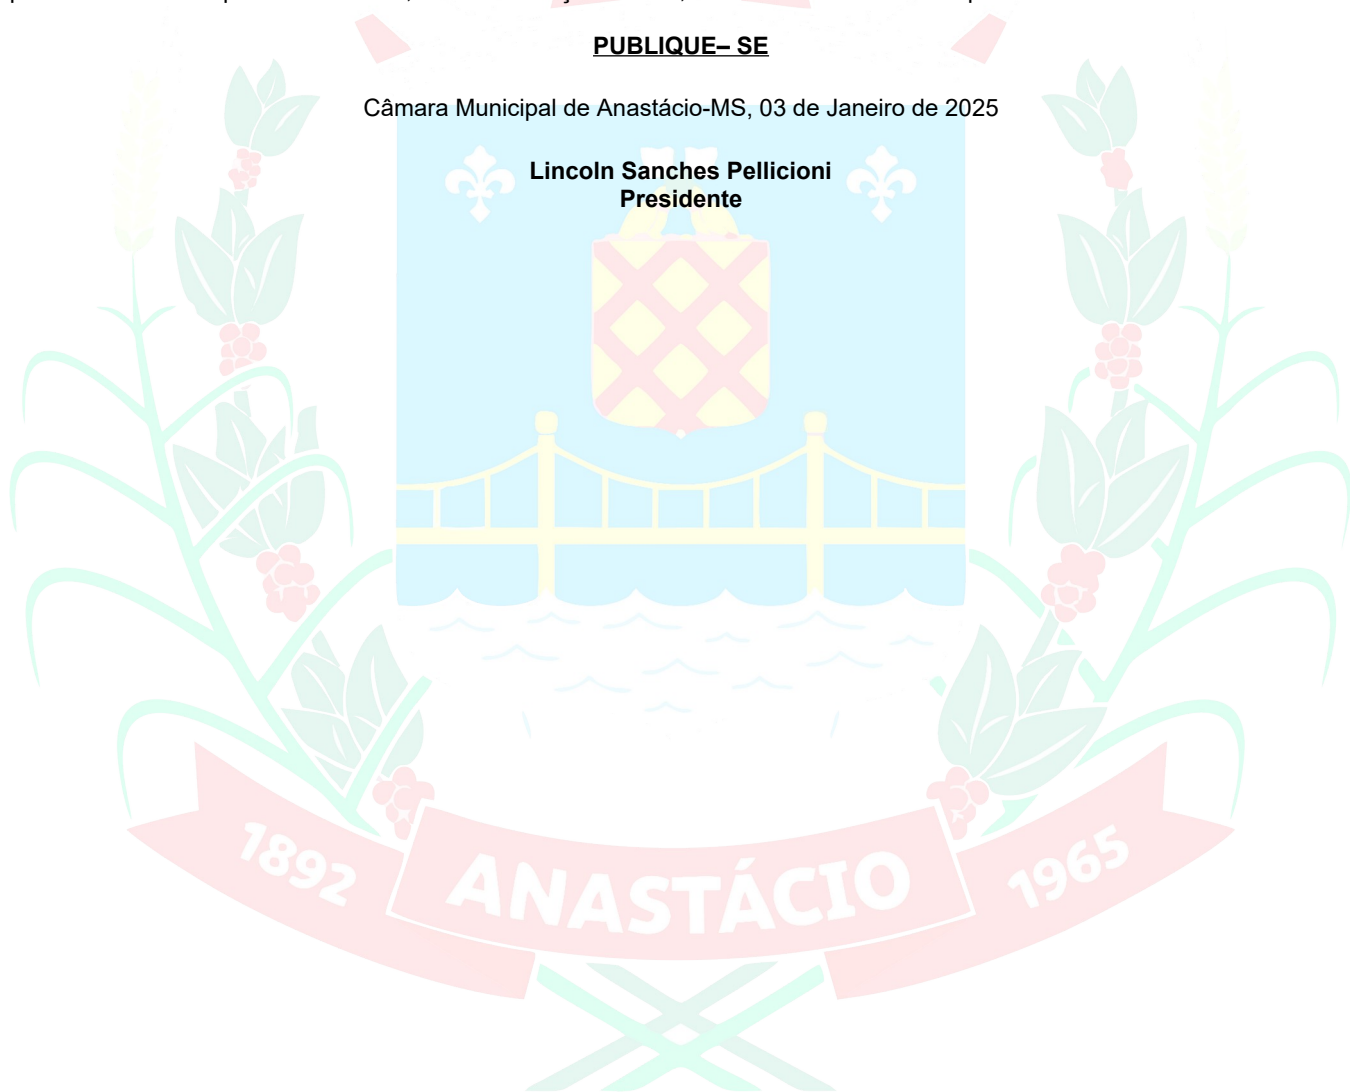 PUBLIQUE– SE
Câmara Municipal de Anastácio-MS, 03 de Janeiro de 2025
Lincoln Sanches Pellicioni
Presidente
1892
ANASTÁCIO
1965